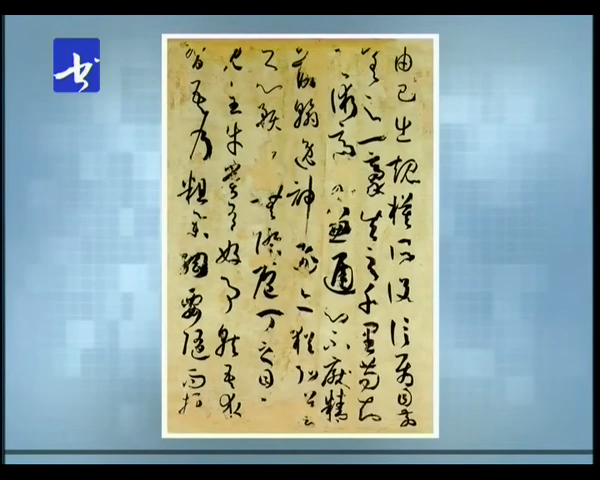 书
由己出規模所設信屬目前
差之一豪失之千里苟知
其術適可兼通心不厭精
落翰逸神飛亦猶弘羊
之心預乎無際庖丁之目不
見全牛嘗有好事就吾求
習吾乃粗舉綱要隨而授